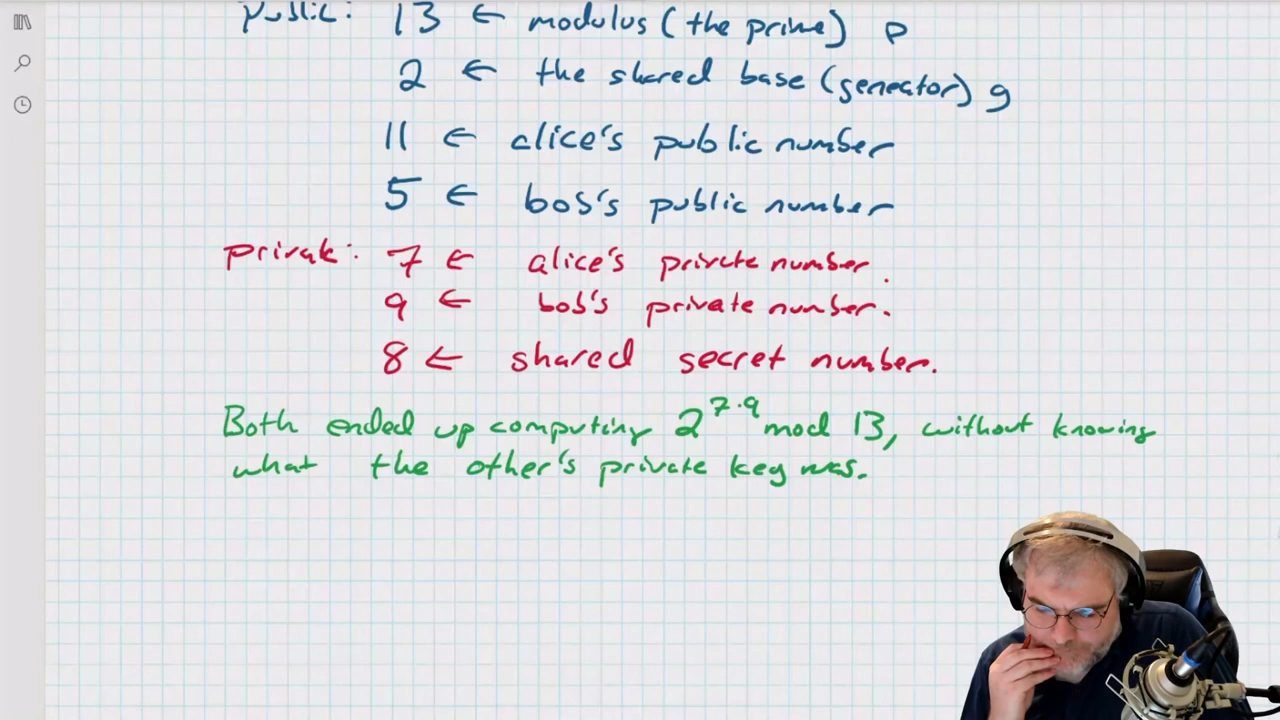 public: 13 ← modulus (the prime) p
2 ← the shared base (geneator) g
11 ← alice's public number
5 ← bob's public number
private: 7 ← alice's private number.
9 ← bob's private number.
8 ← shared secret number.
Both ended up computing 2^7·9 mod 13, without knowing
what the other's private key was.